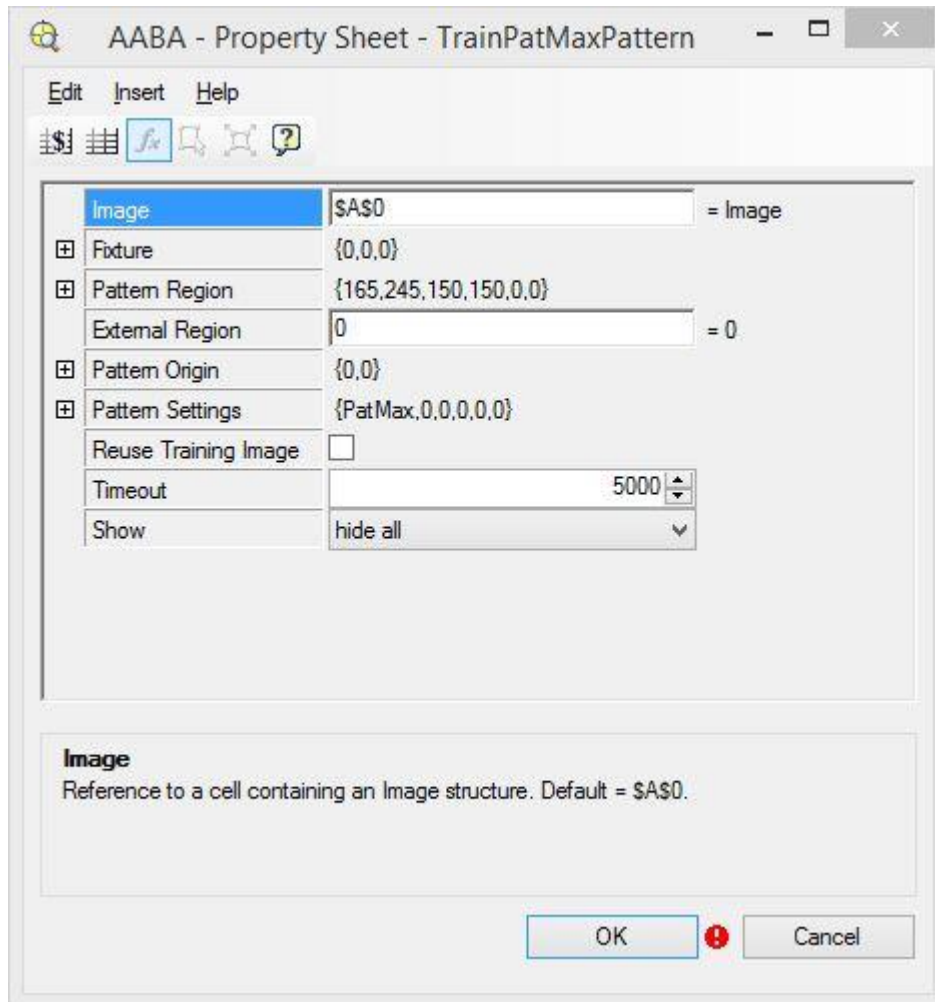 AABA - Property Sheet - TrainPatMaxPattern
Edit Insert Help
Image $A$0 = Image
Fixture {0,0,0}
Pattern Region {165,245,150,150,0,0}
External Region 0 = 0
Pattern Origin {0,0}
Pattern Settings {PatMax,0,0,0,0,0}
Reuse Training Image
Timeout 5000
Show hide all
Image
Reference to a cell containing an Image structure. Default = $A$0.
OK Cancel